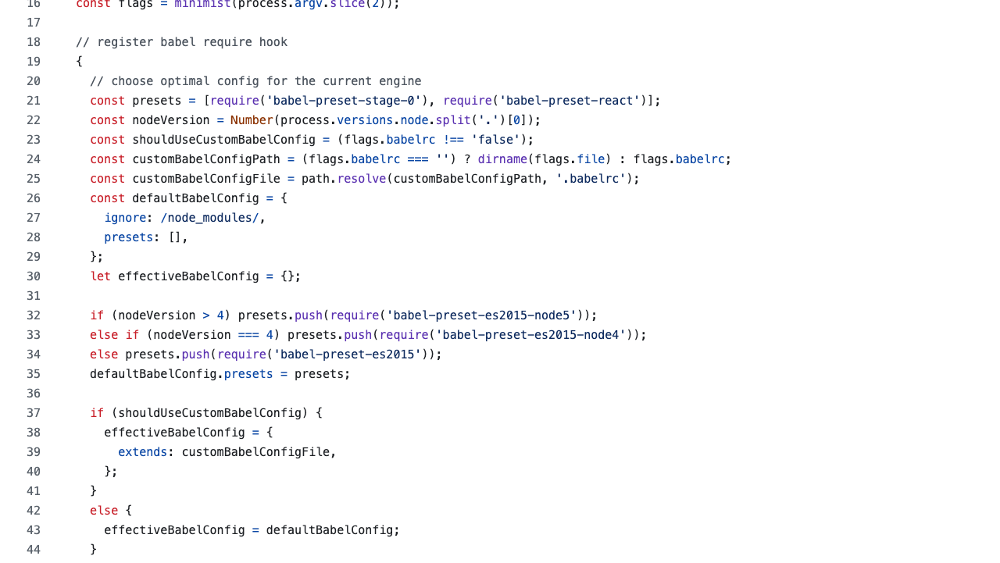 16 const flags = minimist(process.argv.slice(2));
17
18 // register babel require hook
19 {
20 // choose optimal config for the current engine
21 const presets = [require('babel-preset-stage-0'), require('babel-preset-react')];
22 const nodeVersion = Number(process.versions.node.split('.')[0]);
23 const shouldUseCustomBabelConfig = (flags.babelrc !== 'false');
24 const customBabelConfigPath = (flags.babelrc === '') ? dirname(flags.file) : flags.babelrc;
25 const customBabelConfigFile = path.resolve(customBabelConfigPath, '.babelrc');
26 const defaultBabelConfig = {
27 ignore: /node_modules/,
28 presets: [],
29 };
30 let effectiveBabelConfig = {};
31
32 if (nodeVersion > 4) presets.push(require('babel-preset-es2015-node5'));
33 else if (nodeVersion === 4) presets.push(require('babel-preset-es2015-node4'));
34 else presets.push(require('babel-preset-es2015'));
35 defaultBabelConfig.presets = presets;
36
37 if (shouldUseCustomBabelConfig) {
38 effectiveBabelConfig = {
39 extends: customBabelConfigFile,
40 };
41 }
42 else {
43 effectiveBabelConfig = defaultBabelConfig;
44 }